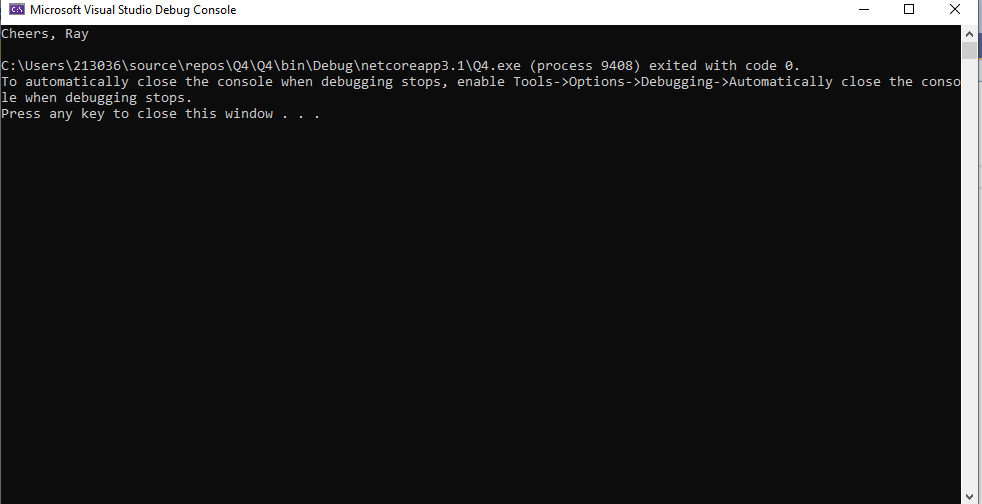 Microsoft Visual Studio Debug Console
Cheers, Ray
C:\Users\213036\source\repos\Q4\Q4\bin\Debug\netcoreapp3.1\Q4.exe (process 9408) exited with code 0.
To automatically close the console when debugging stops, enable Tools->Options->Debugging->Automatically close the conso
le when debugging stops.
Press any key to close this window . . .